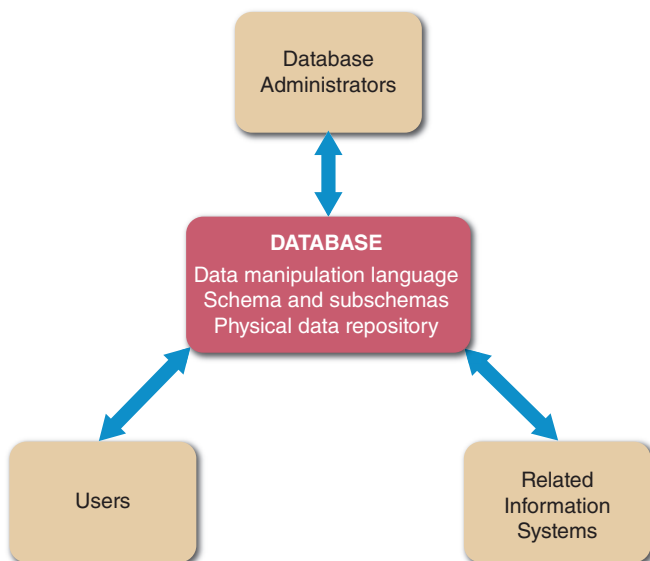 Database
Administrators
DATABASE
Data manipulation language
Schema and subschemas
Physical data repository
Users
Related
Information
Systems